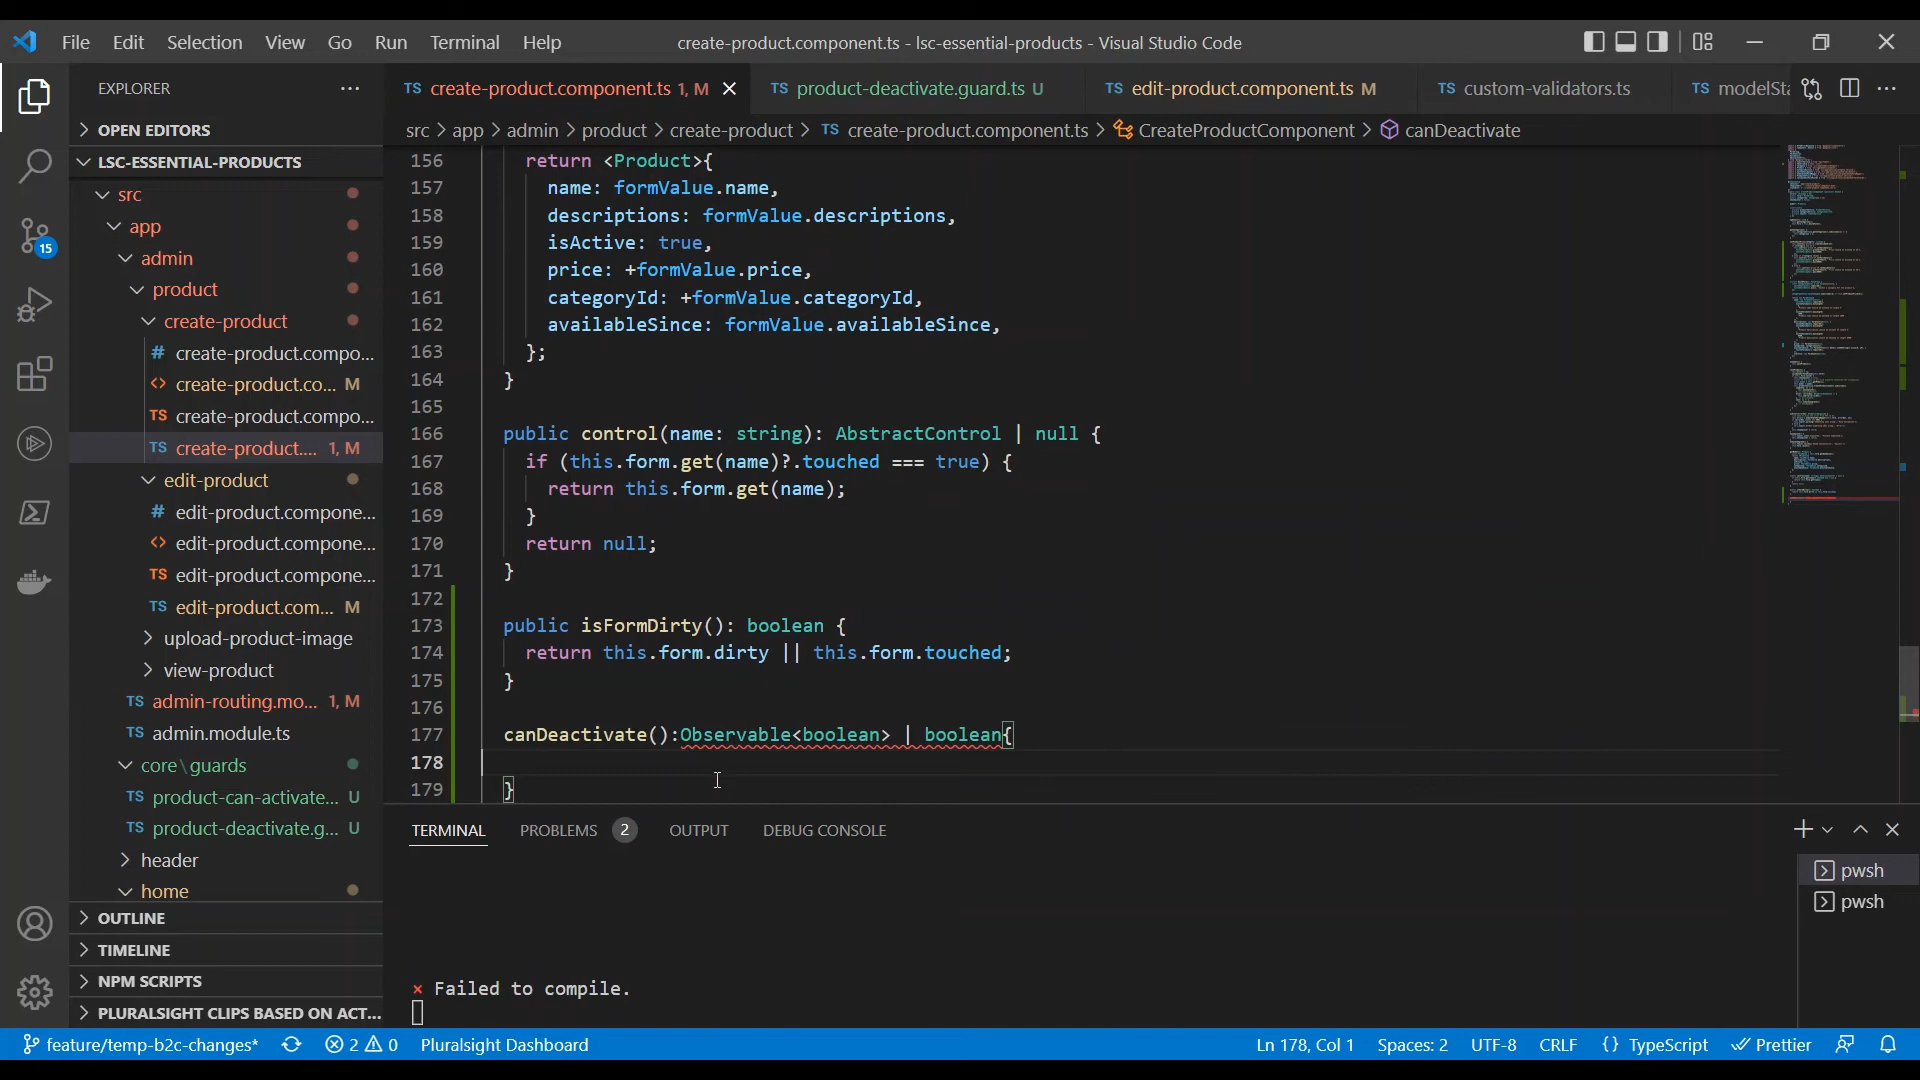 File Edit Selection View Go Run Terminal Help create-product.component.ts - lsc-essential-products - Visual Studio Code
EXPLORER ···
OPEN EDITORS
LSC-ESSENTIAL-PRODUCTS
src
app
admin
product
create-product
# create-product.compo...
<> create-product.co... M
TS create-product.compo...
TS create-product.... 1, M
edit-product
# edit-product.compone...
<> edit-product.compone...
TS edit-product.compone...
TS edit-product.com... M
upload-product-image
view-product
TS admin-routing.mo... 1, M
TS admin.module.ts
core\guards
TS product-can-activate... U
TS product-deactivate.g... U
header
home
OUTLINE
TIMELINE
NPM SCRIPTS
PLURALSIGHT CLIPS BASED ON ACT...
15
TS create-product.component.ts 1, M TS product-deactivate.guard.ts U TS edit-product.component.ts M TS custom-validators.ts TS modelSta
src > app > admin > product > create-product > TS create-product.component.ts > CreateProductComponent > canDeactivate
156 return <Product>{
157 name: formValue.name,
158 descriptions: formValue.descriptions,
159 isActive: true,
160 price: +formValue.price,
161 categoryId: +formValue.categoryId,
162 availableSince: formValue.availableSince,
163 };
164 }
165
166 public control(name: string): AbstractControl | null {
167 if (this.form.get(name)?.touched === true) {
168 return this.form.get(name);
169 }
170 return null;
171 }
172
173 public isFormDirty(): boolean {
174 return this.form.dirty || this.form.touched;
175 }
176
177 canDeactivate():Observable<boolean> | boolean{
178
179 }
TERMINAL PROBLEMS 2 OUTPUT DEBUG CONSOLE
pwsh
pwsh
× Failed to compile.
feature/temp-b2c-changes* 2 0 Pluralsight Dashboard Ln 178, Col 1 Spaces: 2 UTF-8 CRLF {} TypeScript Prettier